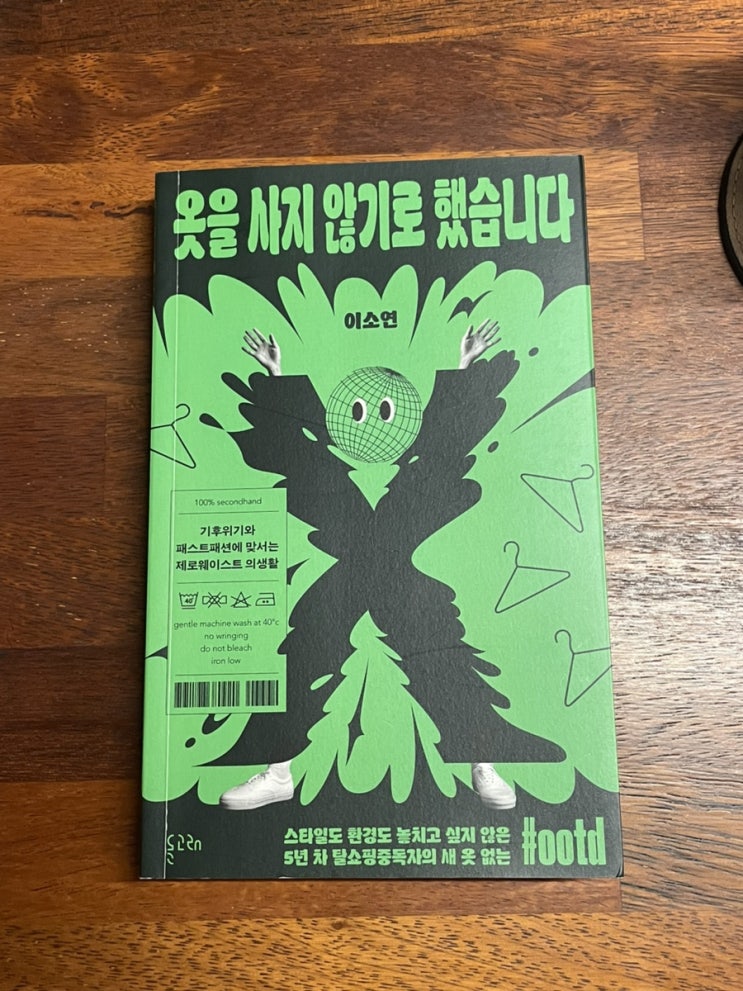 옷을 사지 않기로 했습니다
이소연
100% secondhand
기후위기와
패스트패션에 맞서는
제로웨이스트 의생활
40
gentle machine wash at 40°c
no wringing
do not bleach
iron low
스타일도 환경도 놓치고 싶지 않은
5년 차 탈쇼핑중독자의 새 옷 없는
#ootd
돌고래